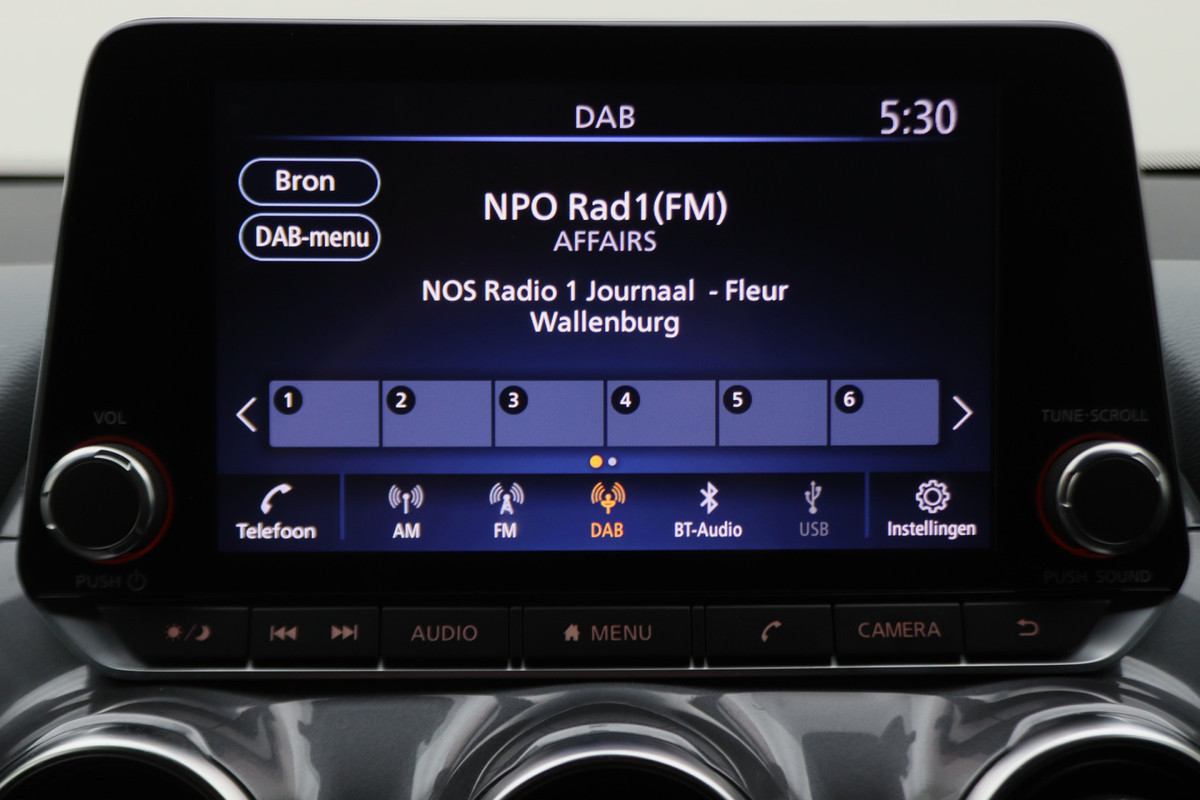 DAB 5:30
Bron
NPO Rad1(FM)
DAB-menu
AFFAIRS
NOS Radio 1 Journaal - Fleur
Wallenburg
1 2 3 4 5 6
VOL
TUNE·SCROLL
Telefoon AM FM DAB BT-Audio USB Instellingen
PUSH
PUSH SOUND
AUDIO MENU CAMERA